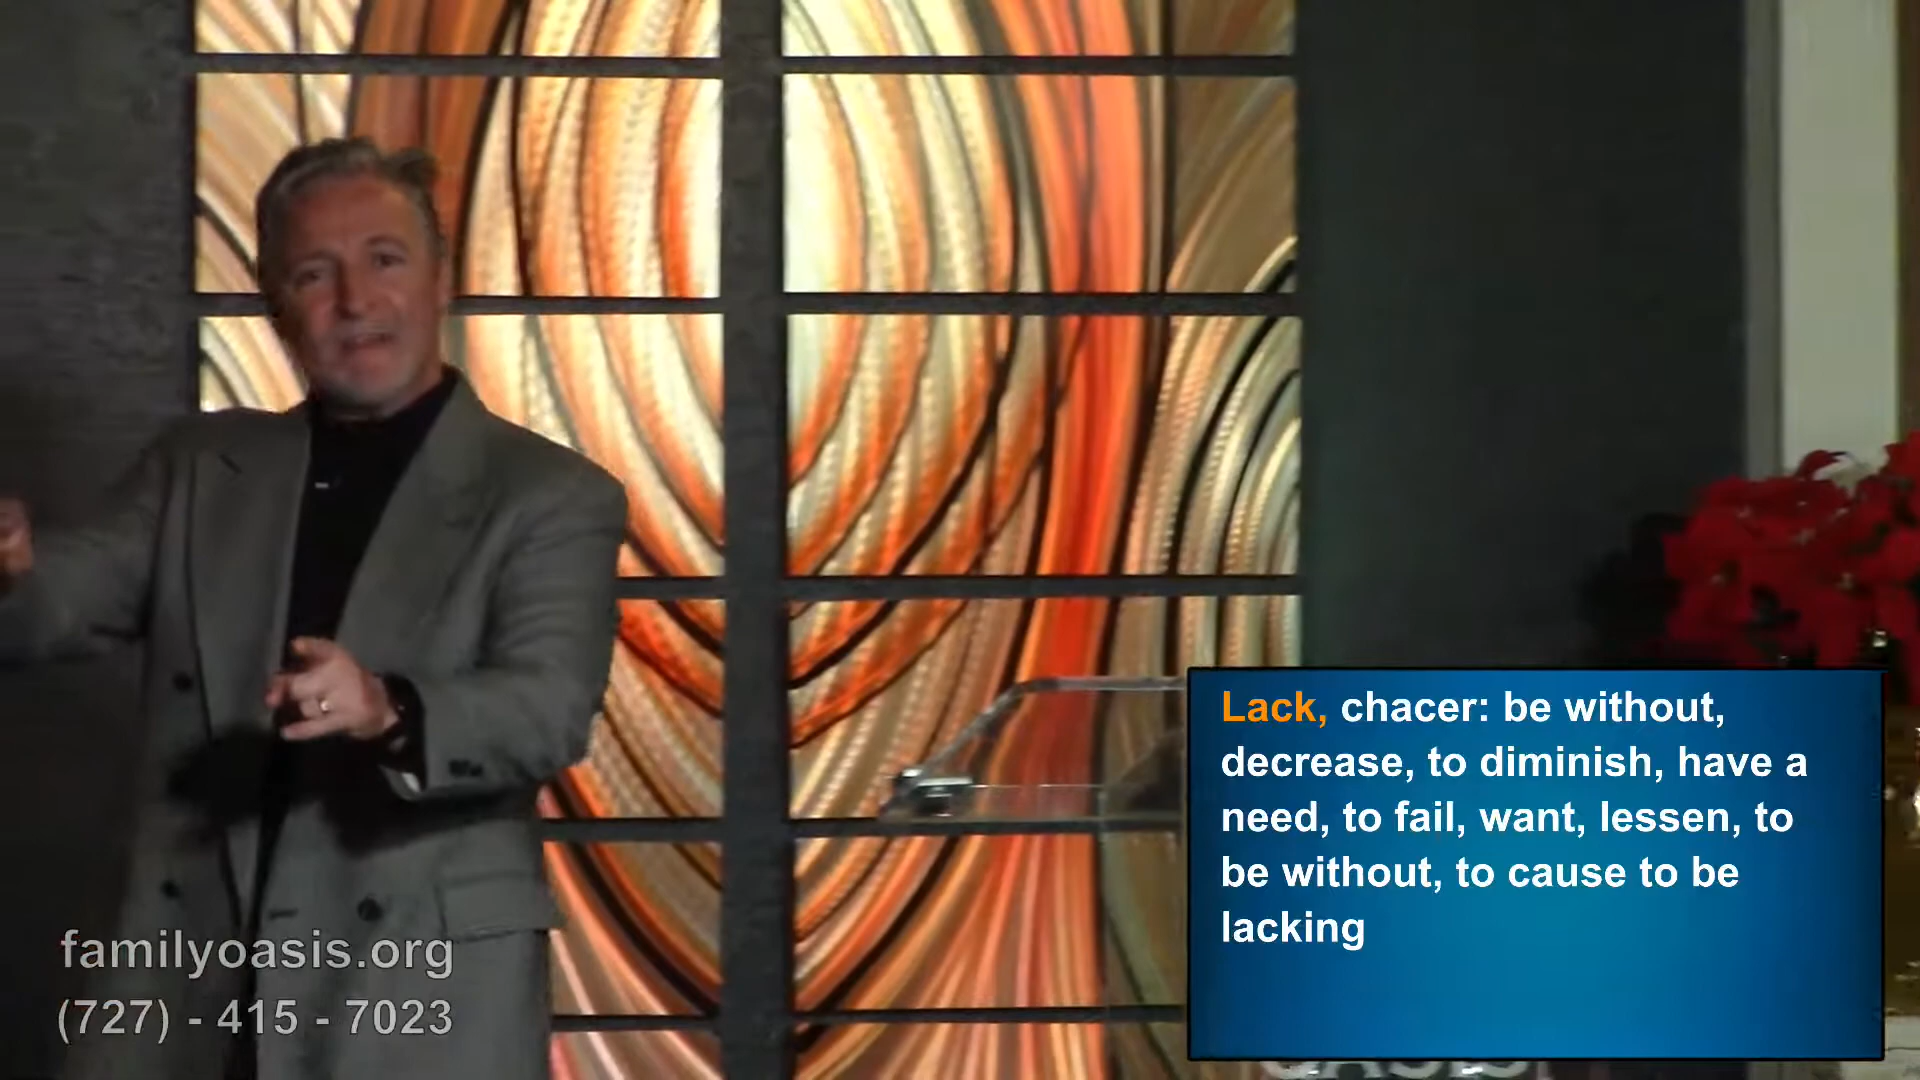 Lack, chacer: be without,
decrease, to diminish, have a
need, to fail, want, lessen, to
be without, to cause to be
lacking
familyoasis.org
(727) - 415 - 7023
OASIS